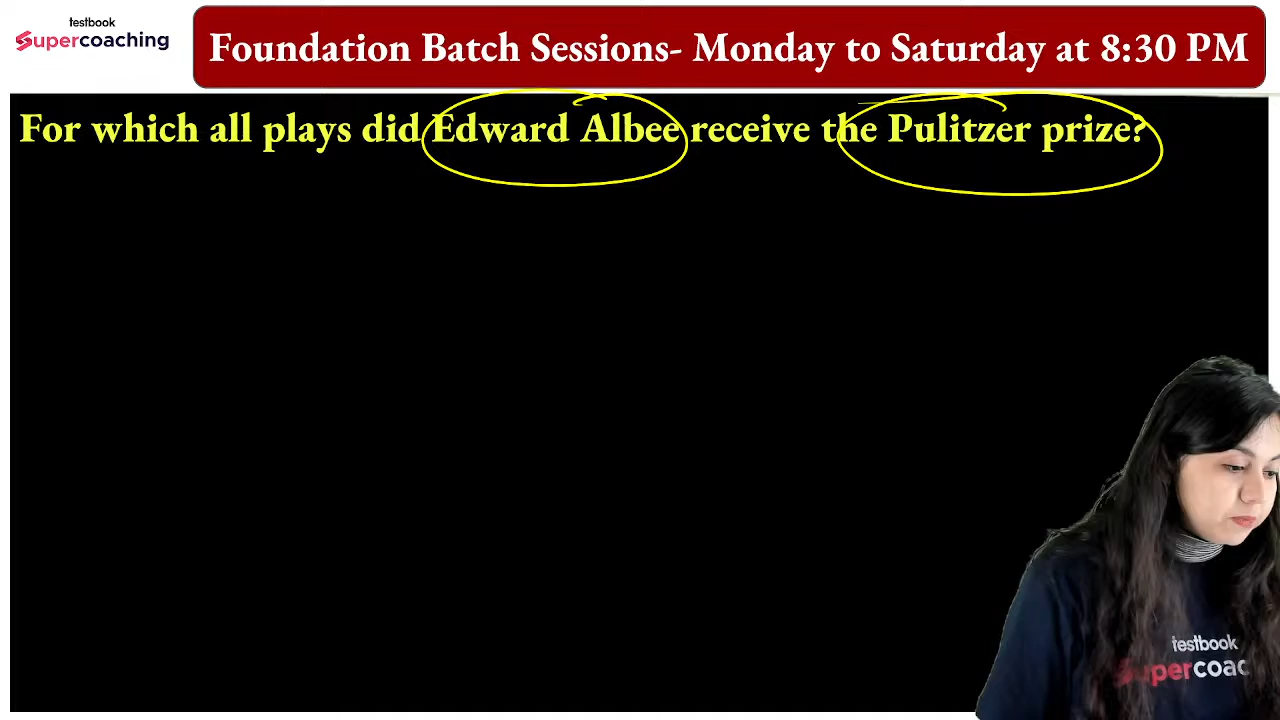 testbook
Supercoaching
Foundation Batch Sessions- Monday to Saturday at 8:30 PM
For which all plays did Edward Albee receive the Pulitzer prize?
testbook
Supercoac